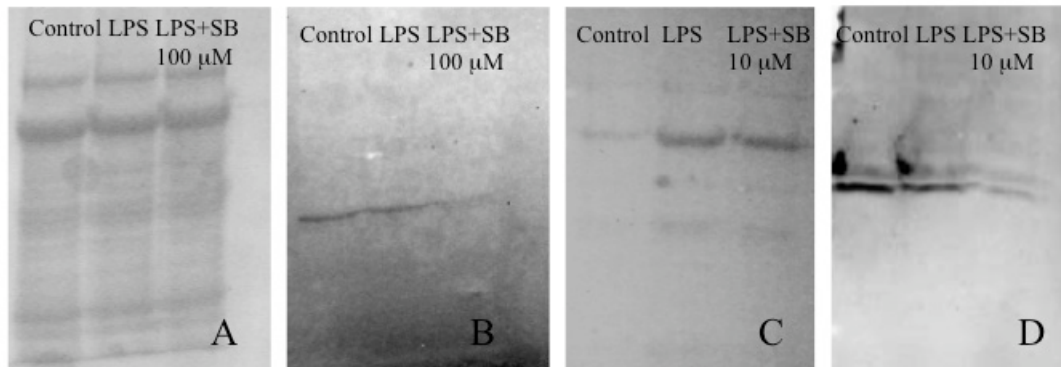 Control LPS LPS+SB
100 µM
A
Control LPS LPS+SB
100 µM
B
Control LPS LPS+SB
10 µM
C
Control LPS LPS+SB
10 µM
D